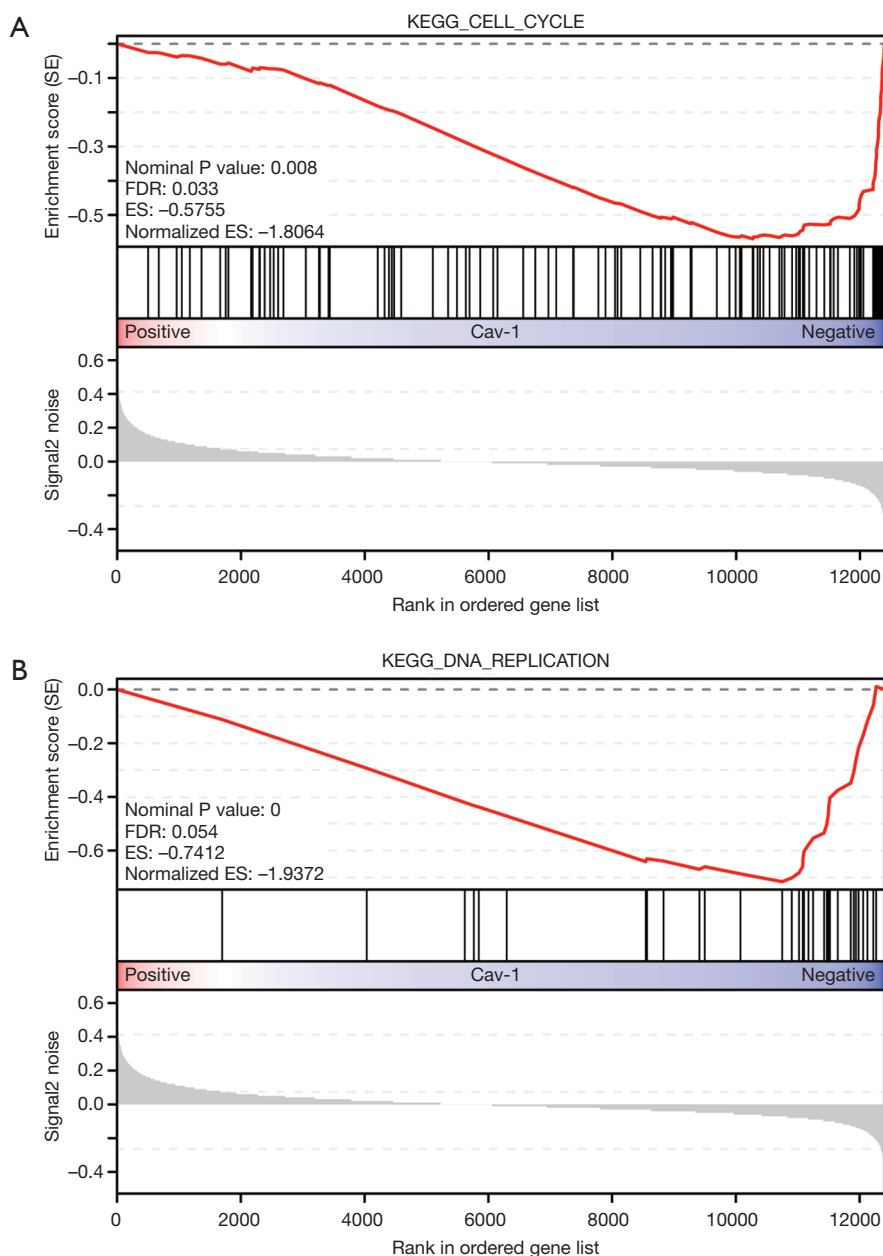 A
KEGG_CELL_CYCLE
Enrichment score (SE)
–0.1
–0.3
–0.5
Nominal P value: 0.008
FDR: 0.033
ES: –0.5755
Normalized ES: –1.8064
Positive Cav-1 Negative
Signal2 noise
0.6
0.4
0.2
0.0
–0.4
0 2000 4000 6000 8000 10000 12000
Rank in ordered gene list
B
KEGG_DNA_REPLICATION
Enrichment score (SE)
0.0
–0.2
–0.4
–0.6
Nominal P value: 0
FDR: 0.054
ES: –0.7412
Normalized ES: –1.9372
Positive Cav-1 Negative
Signal2 noise
0.6
0.4
0.2
0.0
–0.4
0 2000 4000 6000 8000 10000 12000
Rank in ordered gene list